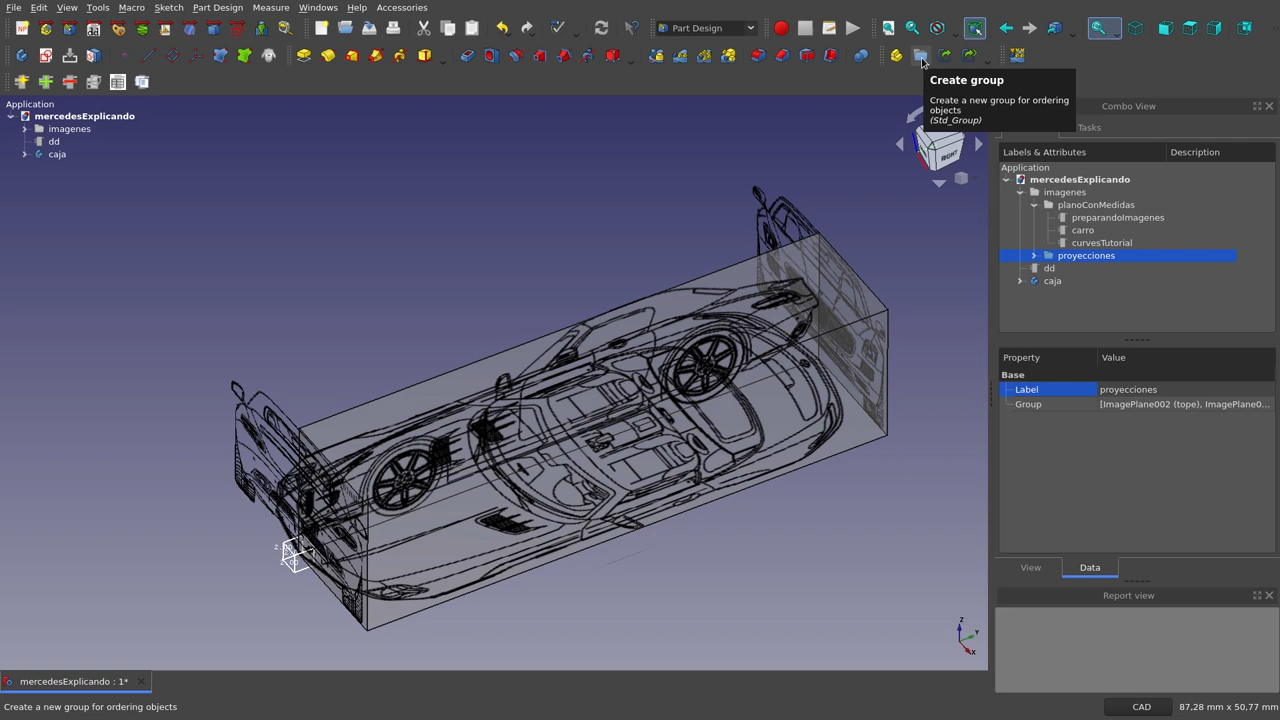 File Edit View Tools Macro Sketch Part Design Measure Windows Help Accessories
Part Design
Create group
Create a new group for ordering
objects
(Std_Group)
Application
mercedesExplicando
imagenes
dd
caja
RIGHT
Combo View
Tasks
Labels & Attributes Description
Application
mercedesExplicando
imagenes
planoConMedidas
preparandoImagenes
carro
curvesTutorial
proyecciones
dd
caja
Property Value
Base
Label proyecciones
Group [ImagePlane002 (tope), ImagePlane0...
View Data
Report view
Z
Y
X
mercedesExplicando : 1*
Create a new group for ordering objects
CAD 87,28 mm x 50,77 mm